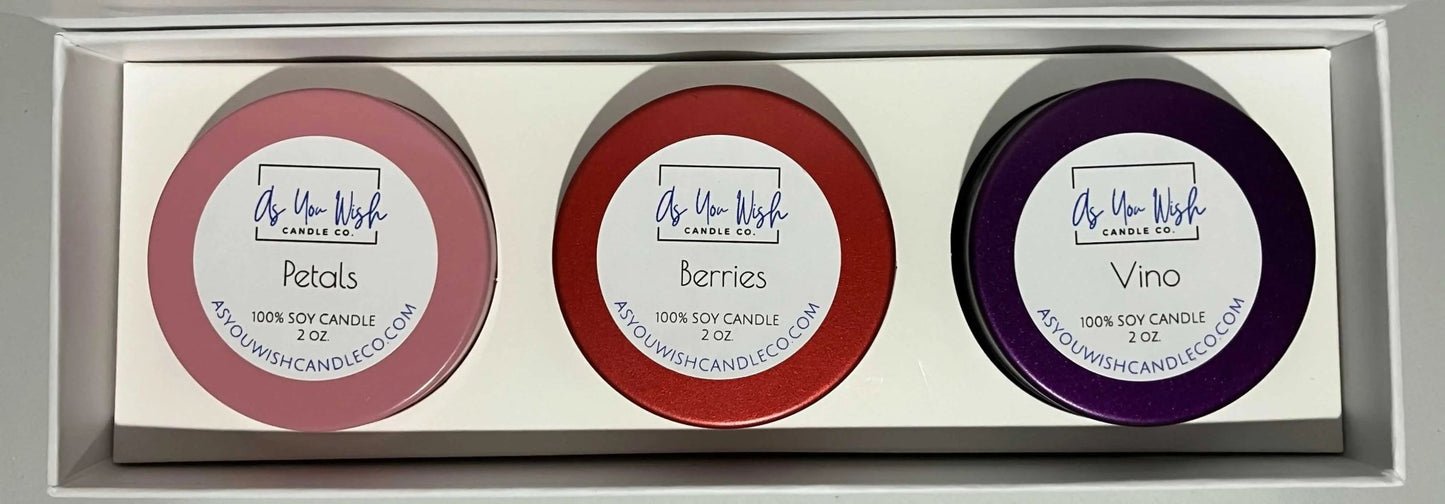 As You Wish
CANDLE CO.
Petals
100% SOY CANDLE
2 OZ.
ASYOUWISHCANDLECO.COM
As You Wish
CANDLE CO.
Berries
100% SOY CANDLE
2 OZ.
ASYOUWISHCANDLECO.COM
As You Wish
CANDLE CO.
Vino
100% SOY CANDLE
2 OZ.
ASYOUWISHCANDLECO.COM